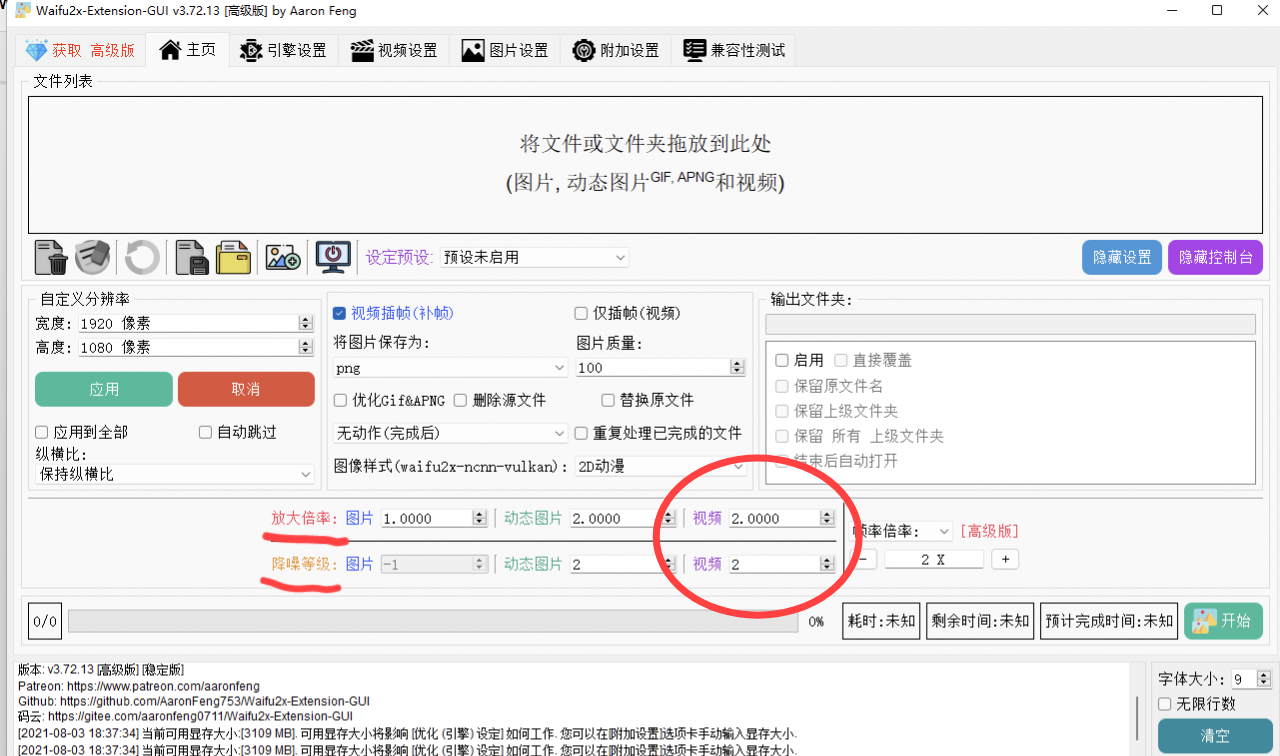 Waifu2x-Extension-GUI v3.72.13 [高级版] by Aaron Feng
获取 高级版 主页 引擎设置 视频设置 图片设置 附加设置 兼容性测试
文件列表
将文件或文件夹拖放到此处
(图片, 动态图片GIF, APNG和视频)
设定预设: 预设未启用 隐藏设置 隐藏控制台
自定义分辨率
宽度: 1920 像素
高度: 1080 像素
应用 取消
应用到全部 自动跳过
纵横比:
保持纵横比
视频插帧(补帧) 仅插帧(视频)
将图片保存为: 图片质量:
png 100
优化Gif&APNG 删除源文件 替换原文件
无动作(完成后) 重复处理已完成的文件
图像样式(waifu2x-ncnn-vulkan): 2D动漫
输出文件夹:
启用 直接覆盖
保留原文件名
保留上级文件夹
保留 所有 上级文件夹
结束后自动打开
放大倍率: 图片 1.0000 动态图片 2.0000 视频 2.0000
降噪等级: 图片 -1 动态图片 2 视频 2
帧率倍率: [高级版]
- 2 X +
0/0 0% 耗时:未知 剩余时间:未知 预计完成时间:未知 开始
版本: v3.72.13 [高级版] [稳定版]
Patreon: https://www.patreon.com/aaronfeng
Github: https://github.com/AaronFeng753/Waifu2x-Extension-GUI
码云: https://gitee.com/aaronfeng0711/Waifu2x-Extension-GUI
[2021-08-03 18:37:34] 当前可用显存大小:[3109 MB]. 可用显存大小将影响 [优化 (引擎) 设定] 如何工作. 您可以在[附加设置]选项卡手动输入显存大小.
[2021-08-03 18:37:34] 当前可用显存大小:[3109 MB]. 可用显存大小将影响 [优化 (引擎) 设定] 如何工作. 您可以在[附加设置]选项卡手动输入显存大小.
字体大小: 9
无限行数
清空